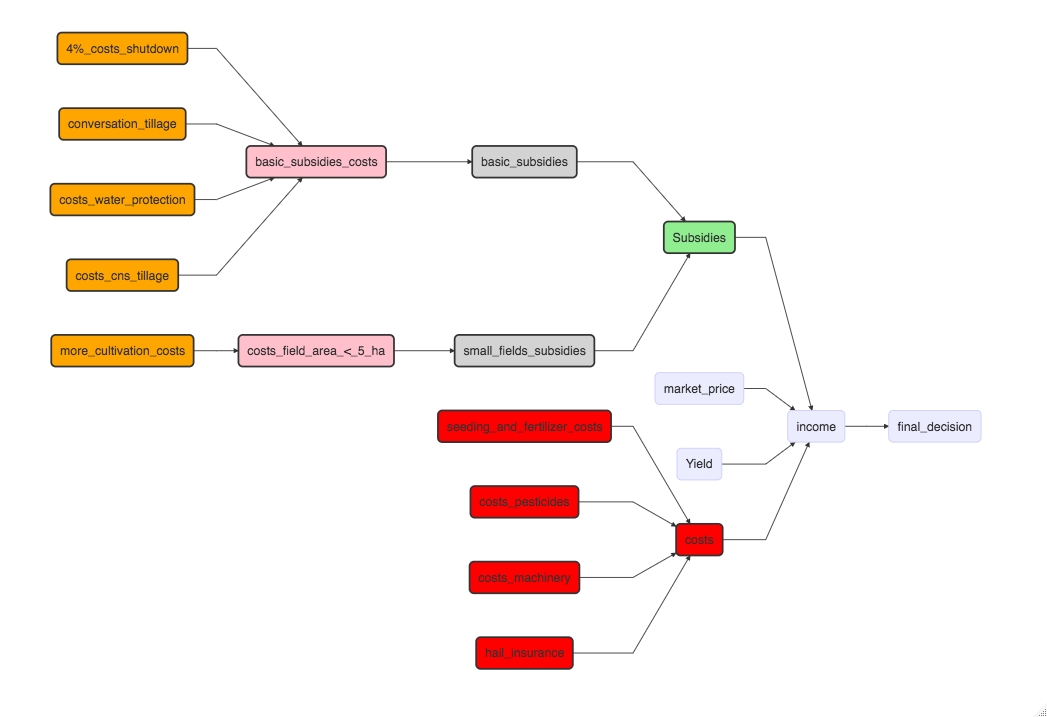 4%_costs_shutdown
conversation_tillage
basic_subsidies_costs
basic_subsidies
costs_water_protection
Subsidies
costs_cns_tillage
more_cultivation_costs
costs_field_area_<_5_ha
small_fields_subsidies
market_price
seeding_and_fertilizer_costs
income
final_decision
Yield
costs_pesticides
costs
costs_machinery
hail_insurance